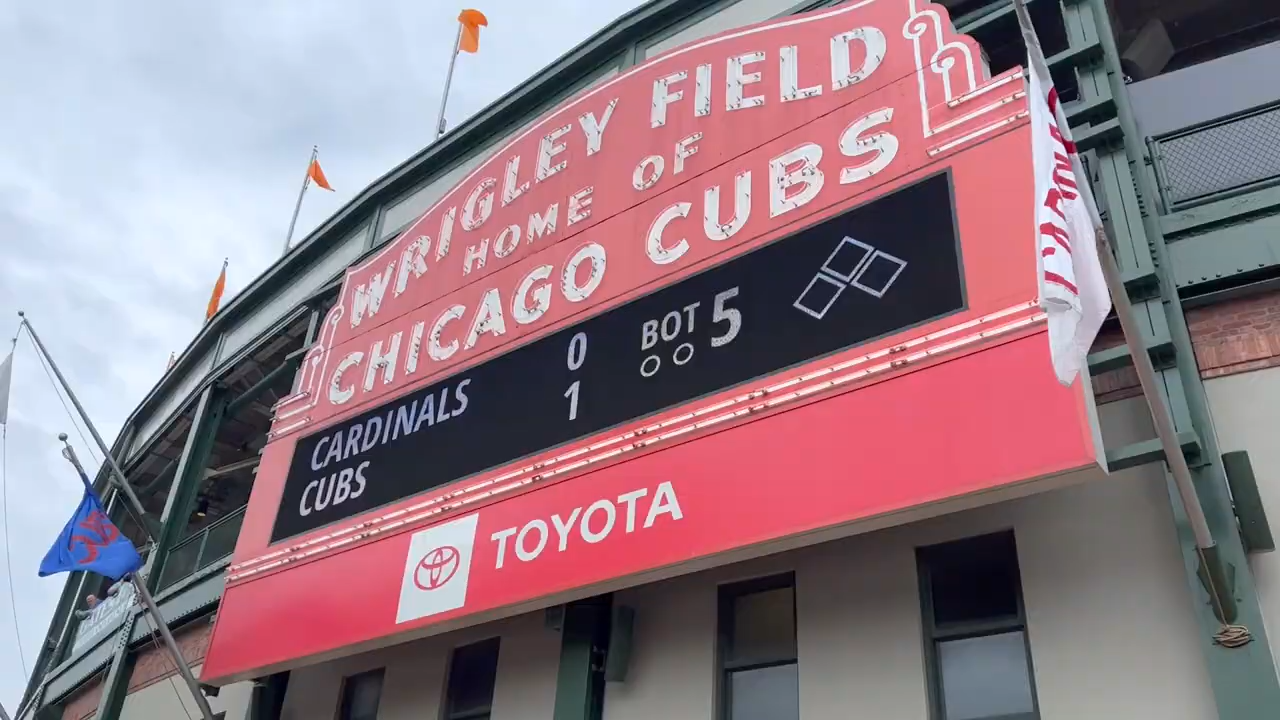 WRIGLEY FIELD
HOME OF
CHICAGO CUBS
CARDINALS 0
CUBS 1
BOT 5
TOYOTA